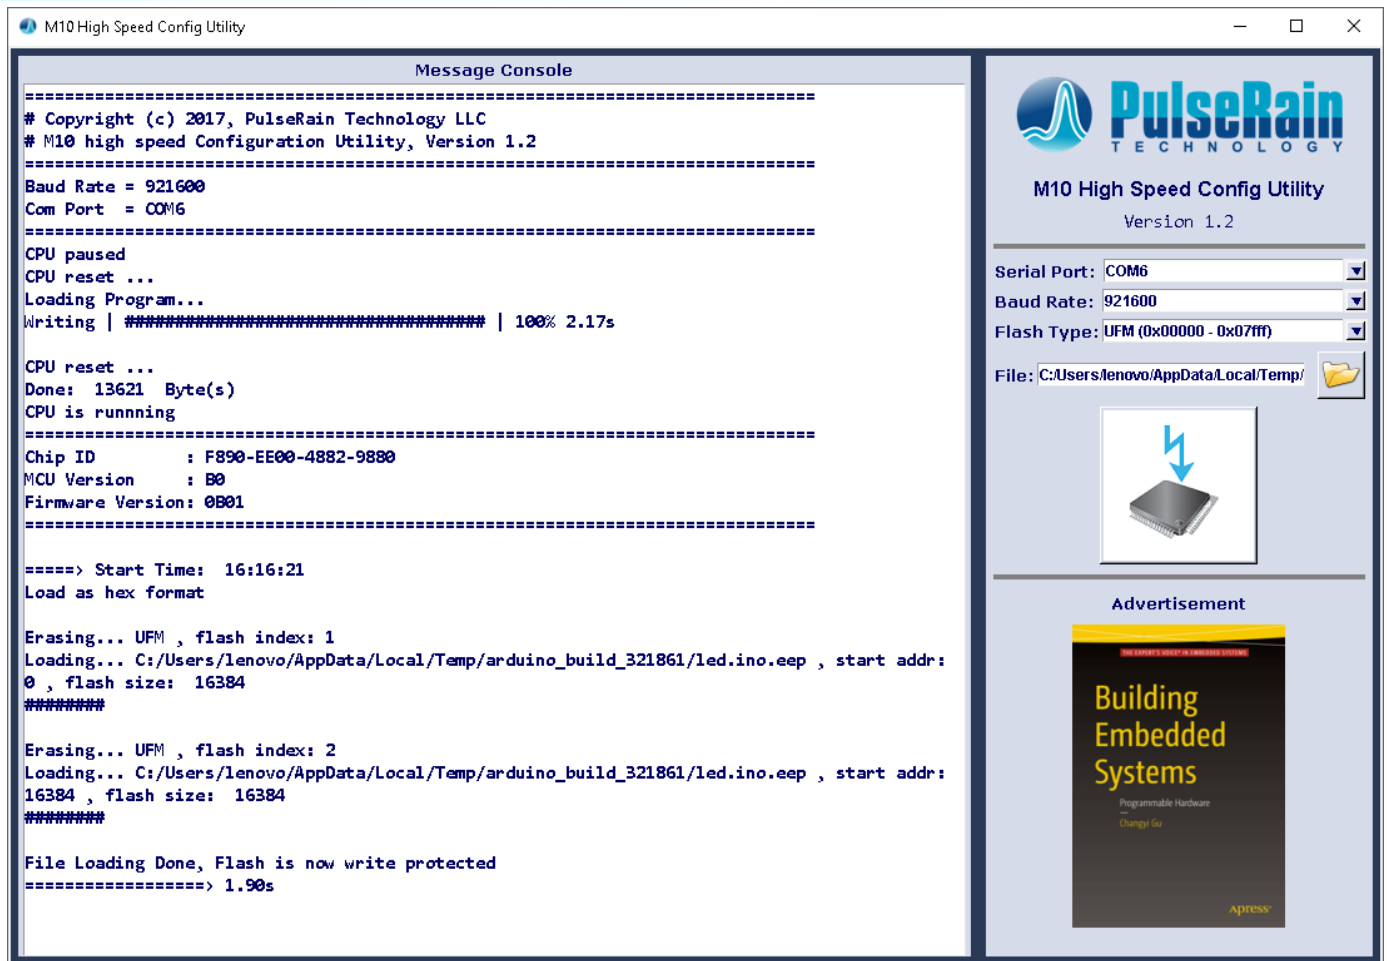 M10 High Speed Config Utility
Message Console
===============================================================================
# Copyright (c) 2017, PulseRain Technology LLC
# M10 high speed Configuration Utility, Version 1.2
===============================================================================
Baud Rate = 921600
Com Port  = COM6
===============================================================================
CPU paused
CPU reset ...
Loading Program...
Writing | #################################### | 100% 2.17s
CPU reset ...
Done:  13621  Byte(s)
CPU is runnning
===============================================================================
Chip ID         : F890-EE00-4882-9880
MCU Version     : B0
Firmware Version: 0B01
===============================================================================
=====> Start Time:  16:16:21
Load as hex format
Erasing... UFM , flash index: 1
Loading... C:/Users/lenovo/AppData/Local/Temp/arduino_build_321861/led.ino.eep , start addr:
0 , flash size:  16384
########
Erasing... UFM , flash index: 2
Loading... C:/Users/lenovo/AppData/Local/Temp/arduino_build_321861/led.ino.eep , start addr:
16384 , flash size:  16384
########
File Loading Done, Flash is now write protected
==================> 1.90s
PulseRain
TECHNOLOGY
M10 High Speed Config Utility
Version 1.2
Serial Port: COM6
Baud Rate: 921600
Flash Type: UFM (0x00000 - 0x07fff)
File: C:/Users/lenovo/AppData/Local/Temp/
Advertisement
THE EXPERT'S VOICE® IN EMBEDDED SYSTEMS
Building
Embedded
Systems
Programmable Hardware
—
Changyi Gu
Apress®